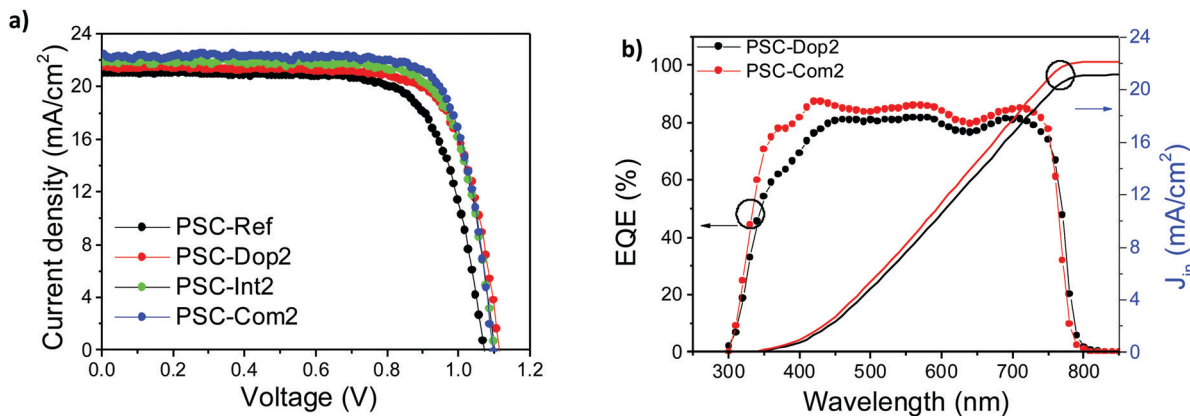 a)
Current density (mA/cm²)
24
20
16
12
8
4
0
PSC-Ref
PSC-Dop2
PSC-Int2
PSC-Com2
0.0 0.2 0.4 0.6 0.8 1.0 1.2
Voltage (V)
b)
EQE (%)
100
80
60
40
20
0
PSC-Dop2
PSC-Com2
24
20
16
12
8
4
0
J_in (mA/cm²)
300 400 500 600 700 800
Wavelength (nm)